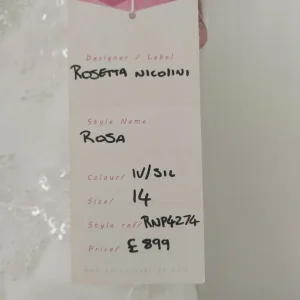 Designer / Label
ROSETTA NICOLINI
Style Name
ROSA
Colour/ IV/SIL
Size/ 14
Style ref/ RNP4274
Price/ £899